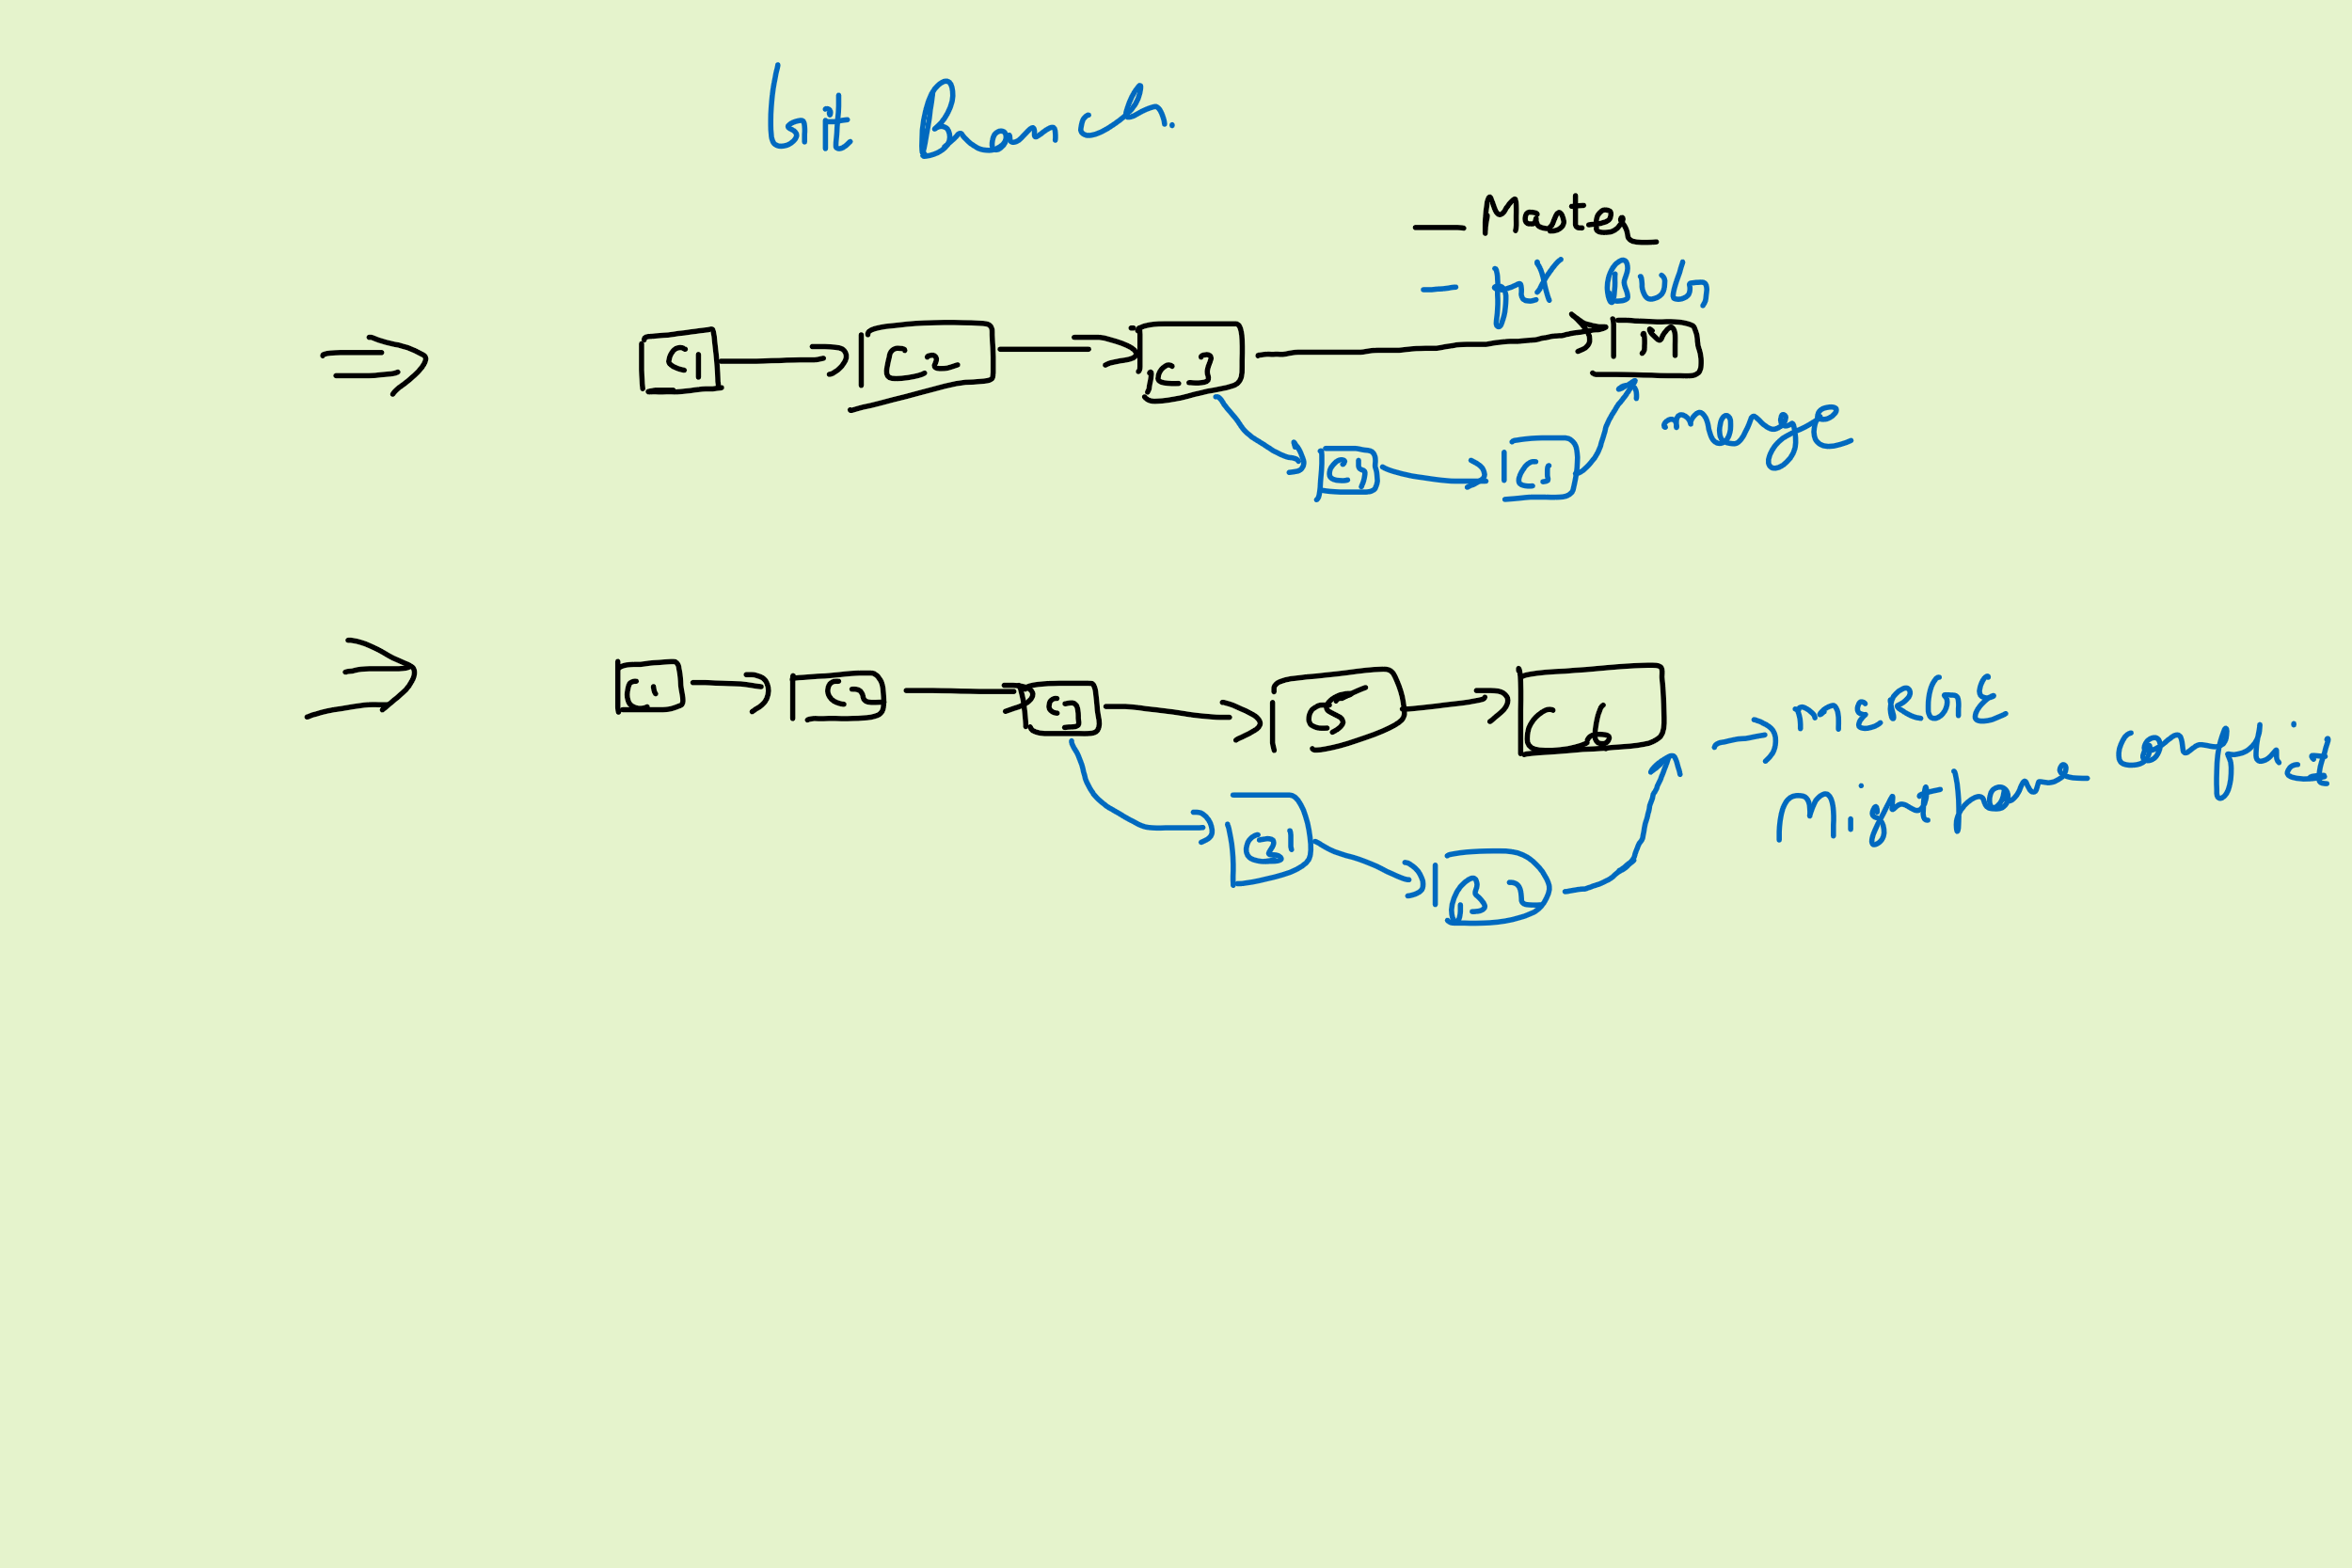 Git Branch.
— Master
- fix Bug
C1 C2 C3 M
merge
C1
C1 C2 C3 C5 C6
merge
Might have conflict
B1
B2